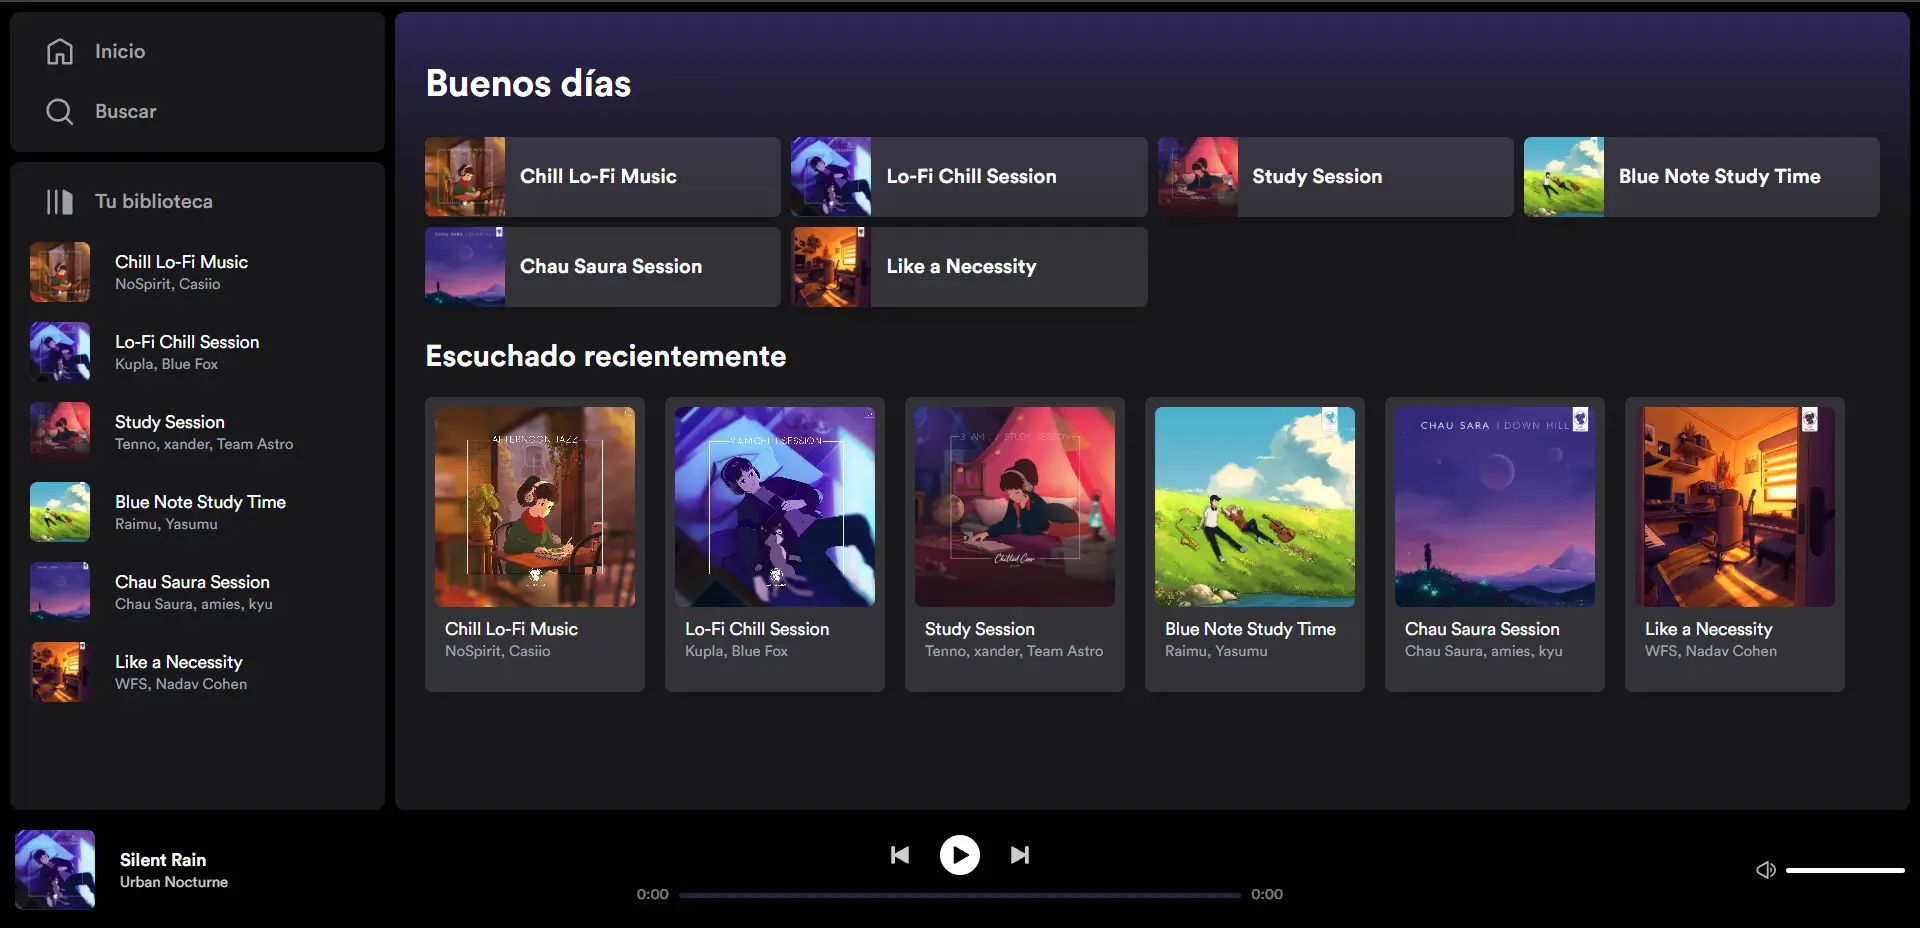 Inicio
Buscar
Tu biblioteca
Chill Lo-Fi Music
NoSpirit, Casiio
Lo-Fi Chill Session
Kupla, Blue Fox
Study Session
Tenno, xander, Team Astro
Blue Note Study Time
Raimu, Yasumu
Chau Saura Session
Chau Saura, amies, kyu
Like a Necessity
WFS, Nadav Cohen
Buenos días
Chill Lo-Fi Music
Lo-Fi Chill Session
Study Session
Blue Note Study Time
Chau Saura Session
Like a Necessity
Escuchado recientemente
AFTERNOON JAZZ
Chill Lo-Fi Music
NoSpirit, Casiio
SESSION
Lo-Fi Chill Session
Kupla, Blue Fox
3 AM STUDY SESSION
Chilled Cow
Study Session
Tenno, xander, Team Astro
Blue Note Study Time
Raimu, Yasumu
CHAU SARA | DOWN HILL
Chau Saura Session
Chau Saura, amies, kyu
Like a Necessity
WFS, Nadav Cohen
Silent Rain
Urban Nocturne
0:00
0:00